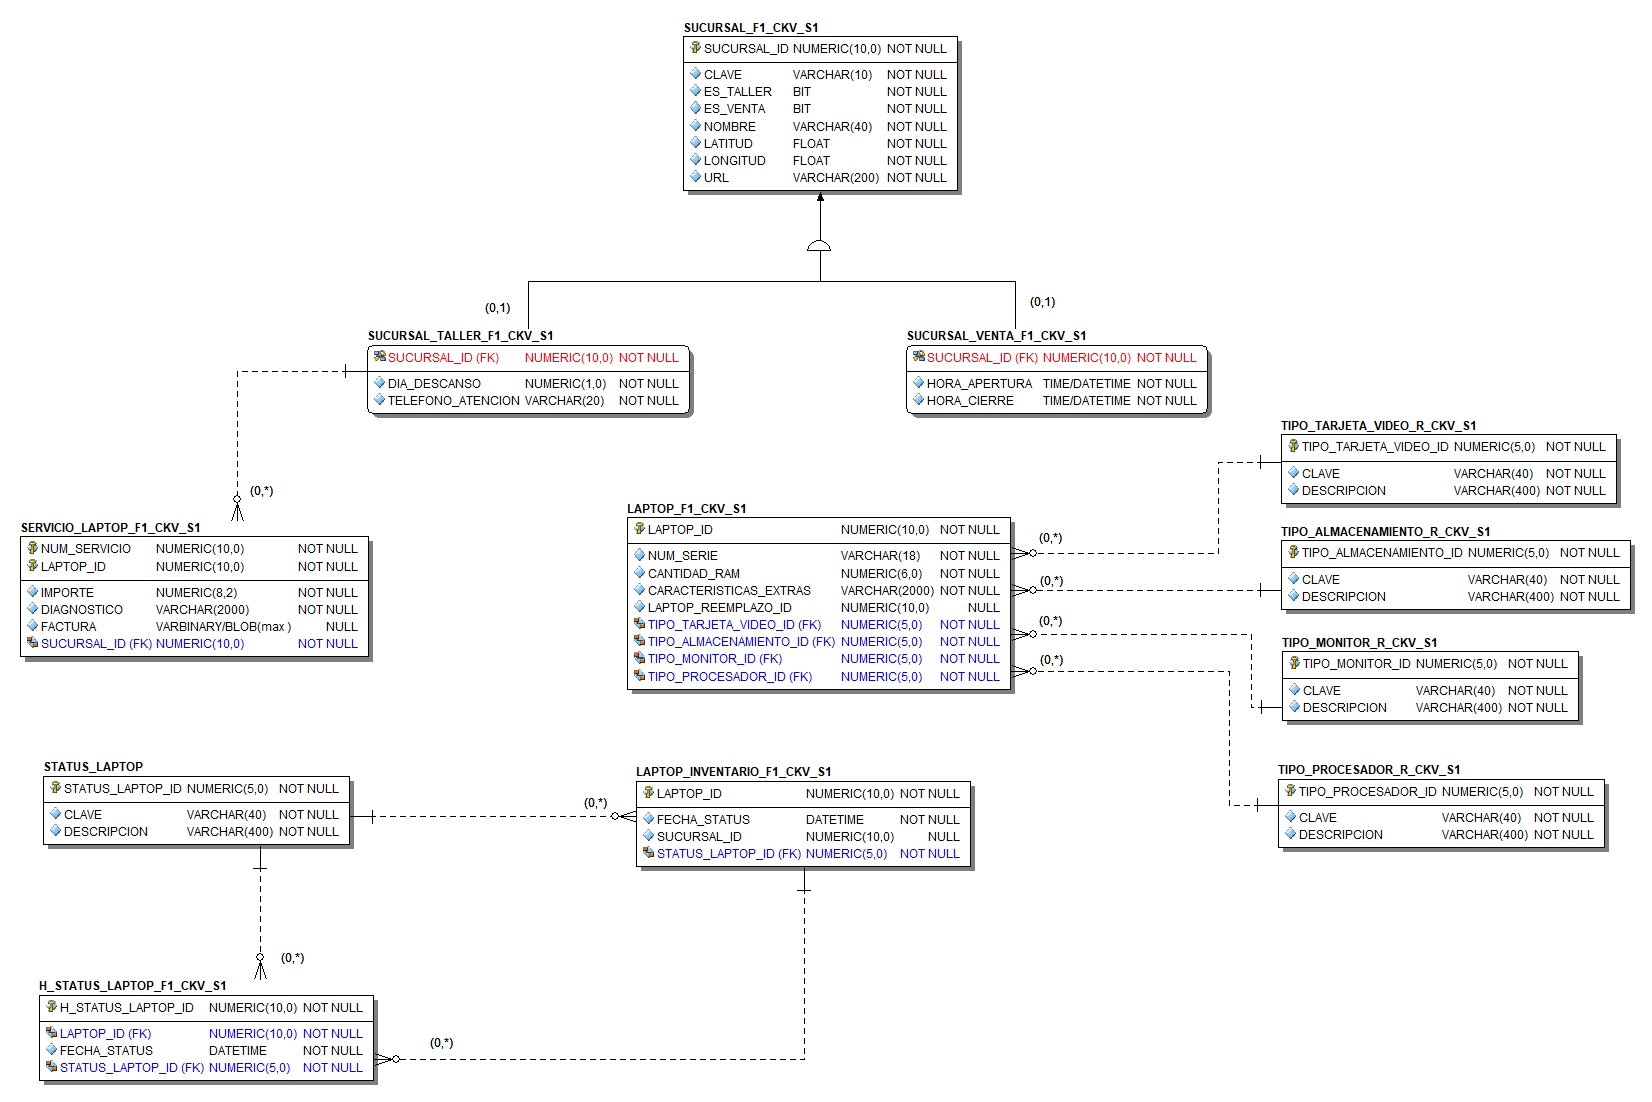 SUCURSAL_F1_CKV_S1
SUCURSAL_ID NUMERIC(10,0) NOT NULL
CLAVE VARCHAR(10) NOT NULL
ES_TALLER BIT NOT NULL
ES_VENTA BIT NOT NULL
NOMBRE VARCHAR(40) NOT NULL
LATITUD FLOAT NOT NULL
LONGITUD FLOAT NOT NULL
URL VARCHAR(200) NOT NULL
(0,1)
(0,1)
SUCURSAL_TALLER_F1_CKV_S1
SUCURSAL_ID (FK) NUMERIC(10,0) NOT NULL
DIA_DESCANSO NUMERIC(1,0) NOT NULL
TELEFONO_ATENCION VARCHAR(20) NOT NULL
SUCURSAL_VENTA_F1_CKV_S1
SUCURSAL_ID (FK) NUMERIC(10,0) NOT NULL
HORA_APERTURA TIME/DATETIME NOT NULL
HORA_CIERRE TIME/DATETIME NOT NULL
(0,*)
SERVICIO_LAPTOP_F1_CKV_S1
NUM_SERVICIO NUMERIC(10,0) NOT NULL
LAPTOP_ID NUMERIC(10,0) NOT NULL
IMPORTE NUMERIC(8,2) NOT NULL
DIAGNOSTICO VARCHAR(2000) NOT NULL
FACTURA VARBINARY/BLOB(max ) NULL
SUCURSAL_ID (FK) NUMERIC(10,0) NOT NULL
LAPTOP_F1_CKV_S1
LAPTOP_ID NUMERIC(10,0) NOT NULL
NUM_SERIE VARCHAR(18) NOT NULL
CANTIDAD_RAM NUMERIC(6,0) NOT NULL
CARACTERISTICAS_EXTRAS VARCHAR(2000) NOT NULL
LAPTOP_REEMPLAZO_ID NUMERIC(10,0) NULL
TIPO_TARJETA_VIDEO_ID (FK) NUMERIC(5,0) NOT NULL
TIPO_ALMACENAMIENTO_ID (FK) NUMERIC(5,0) NOT NULL
TIPO_MONITOR_ID (FK) NUMERIC(5,0) NOT NULL
TIPO_PROCESADOR_ID (FK) NUMERIC(5,0) NOT NULL
(0,*)
(0,*)
(0,*)
(0,*)
TIPO_TARJETA_VIDEO_R_CKV_S1
TIPO_TARJETA_VIDEO_ID NUMERIC(5,0) NOT NULL
CLAVE VARCHAR(40) NOT NULL
DESCRIPCION VARCHAR(400) NOT NULL
TIPO_ALMACENAMIENTO_R_CKV_S1
TIPO_ALMACENAMIENTO_ID NUMERIC(5,0) NOT NULL
CLAVE VARCHAR(40) NOT NULL
DESCRIPCION VARCHAR(400) NOT NULL
TIPO_MONITOR_R_CKV_S1
TIPO_MONITOR_ID NUMERIC(5,0) NOT NULL
CLAVE VARCHAR(40) NOT NULL
DESCRIPCION VARCHAR(400) NOT NULL
TIPO_PROCESADOR_R_CKV_S1
TIPO_PROCESADOR_ID NUMERIC(5,0) NOT NULL
CLAVE VARCHAR(40) NOT NULL
DESCRIPCION VARCHAR(400) NOT NULL
STATUS_LAPTOP
STATUS_LAPTOP_ID NUMERIC(5,0) NOT NULL
CLAVE VARCHAR(40) NOT NULL
DESCRIPCION VARCHAR(400) NOT NULL
(0,*)
LAPTOP_INVENTARIO_F1_CKV_S1
LAPTOP_ID NUMERIC(10,0) NOT NULL
FECHA_STATUS DATETIME NOT NULL
SUCURSAL_ID NUMERIC(10,0) NULL
STATUS_LAPTOP_ID (FK) NUMERIC(5,0) NOT NULL
(0,*)
H_STATUS_LAPTOP_F1_CKV_S1
H_STATUS_LAPTOP_ID NUMERIC(10,0) NOT NULL
LAPTOP_ID (FK) NUMERIC(10,0) NOT NULL
FECHA_STATUS DATETIME NOT NULL
STATUS_LAPTOP_ID (FK) NUMERIC(5,0) NOT NULL
(0,*)